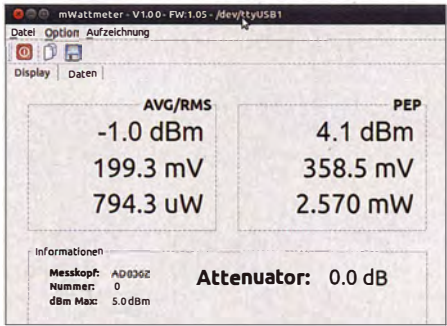 mWattmeter - V1.00 - FW:1.05 - /dev/ttyUSB1
Datei Option Aufzeichnung
Display Daten
AVG/RMS
-1.0 dBm
199.3 mV
794.3 uW
PEP
4.1 dBm
358.5 mV
2.570 mW
Informationen
Messkopf:
Nummer: 0
dBm Max: 5.0 dBm
Attenuator: 0.0 dB